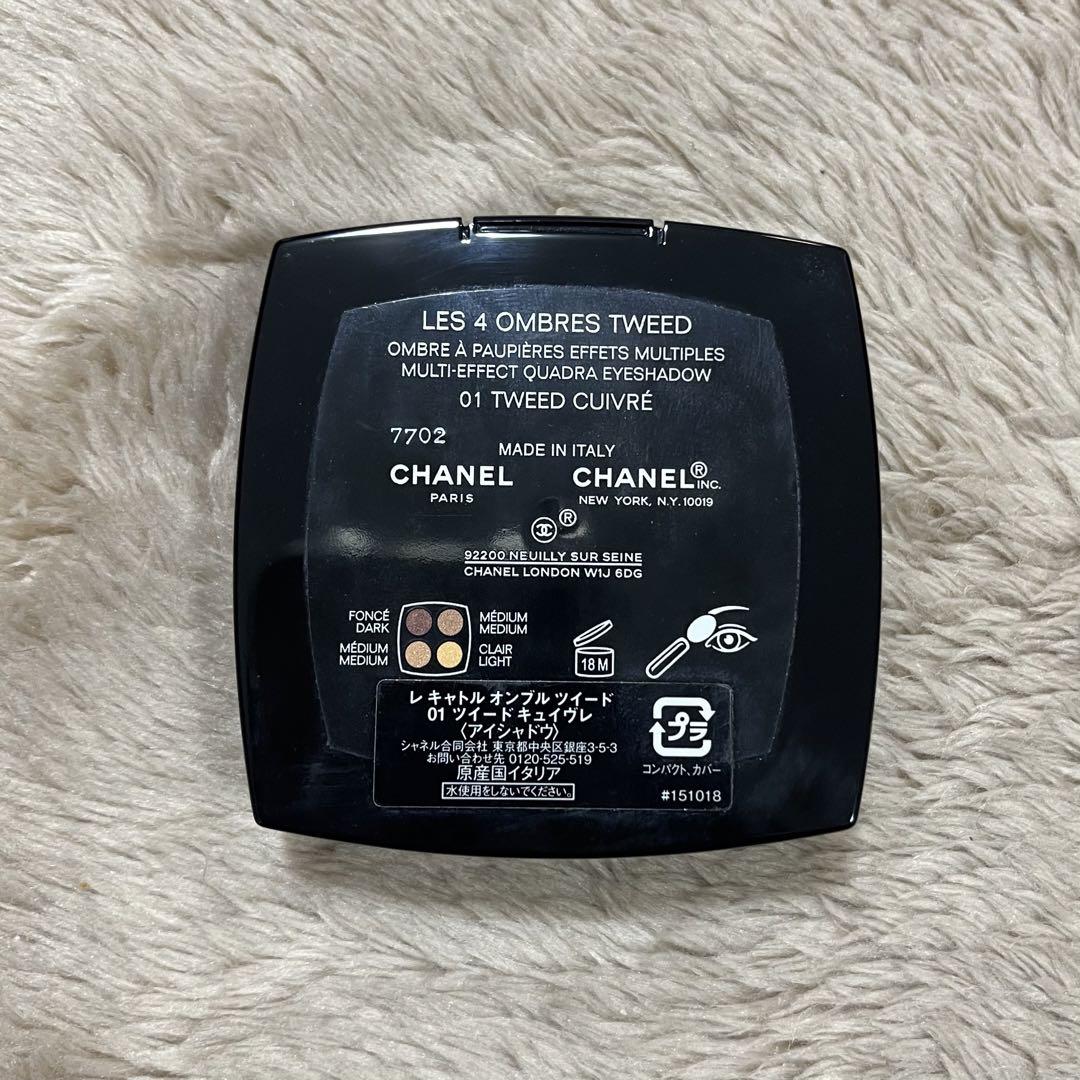 LES 4 OMBRES TWEED
OMBRE À PAUPIÈRES EFFETS MULTIPLES
MULTI-EFFECT QUADRA EYESHADOW
01 TWEED CUIVRÉ
7702
MADE IN ITALY
CHANEL
PARIS
CHANEL® INC.
NEW YORK, N.Y. 10019
®
92200 NEUILLY SUR SEINE
CHANEL LONDON W1J 6DG
FONCÉ
DARK
MÉDIUM
MEDIUM
MÉDIUM
MEDIUM
CLAIR
LIGHT
18 M
レ キャトル オンブル ツイード
01 ツイード キュイヴレ
〈アイシャドウ〉
シャネル合同会社 東京都中央区銀座3-5-3
お問い合わせ先 0120-525-519
原産国イタリア
水使用をしないでください。
プラ
コンパクト、カバー
#151018